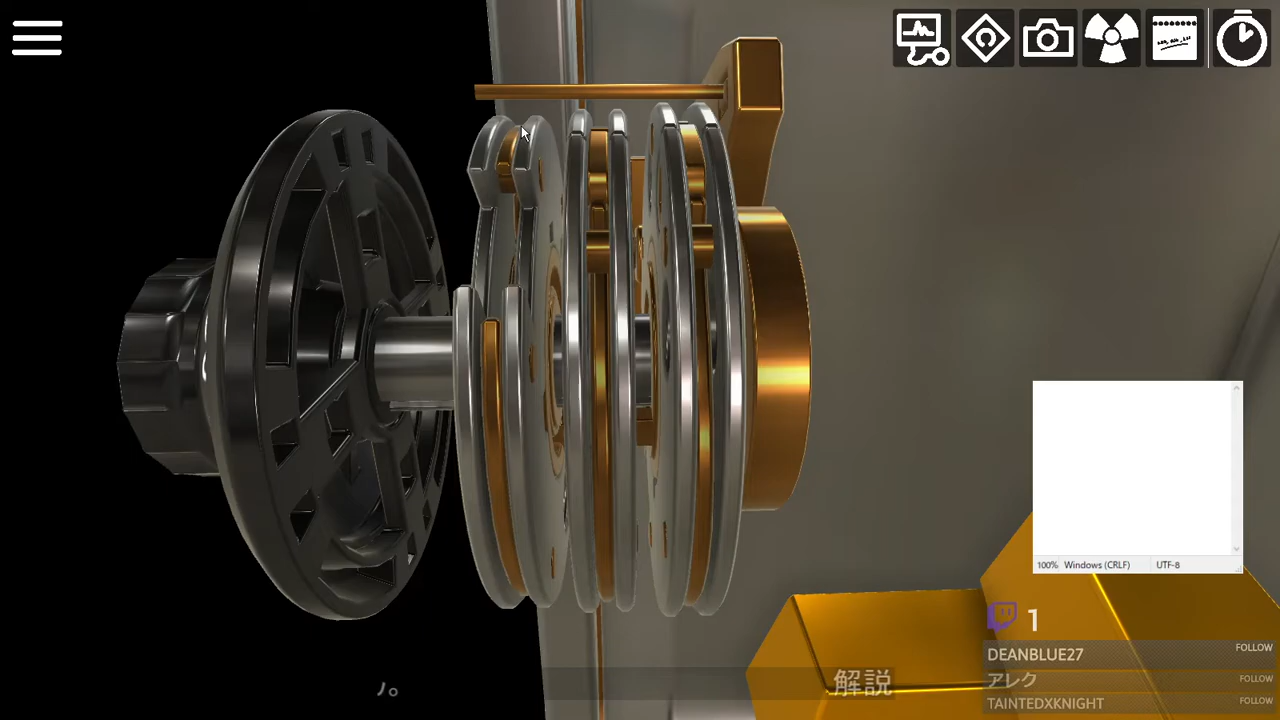 100%
Windows (CRLF)
UTF-8
1
DEANBLUE27
FOLLOW
アレク
FOLLOW
TAINTEDXKNIGHT
FOLLOW
ノ。
解説